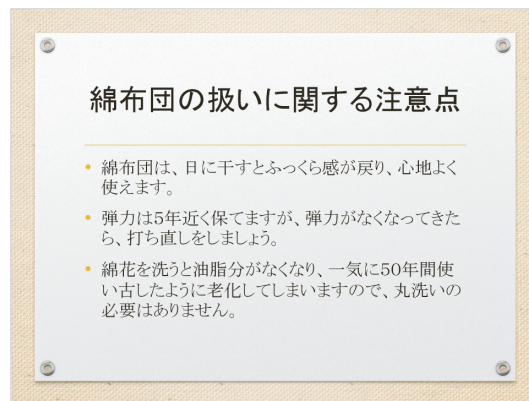 綿布団の扱いに関する注意点
• 綿布団は、日に干すとふっくら感が戻り、心地よく
使えます。
• 弾力は5年近く保てますが、弾力がなくなってきた
ら、打ち直しをしましょう。
• 綿花を洗うと油脂分がなくなり、一気に50年間使
い古したように老化してしまいますので、丸洗いの
必要はありません。